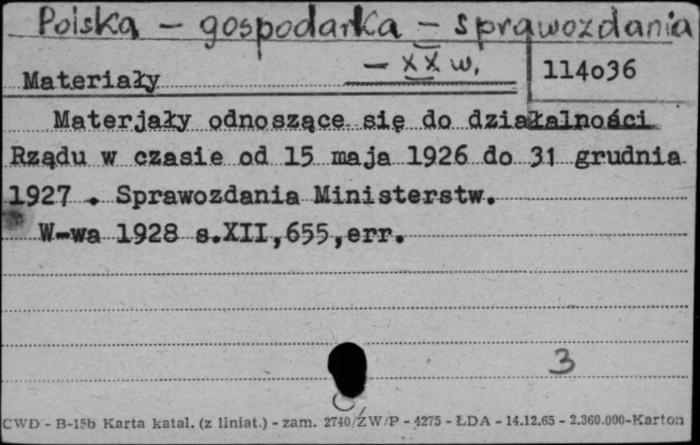 Polska - gospodarka - sprawozdania
- XX w.
Materiały
114o36
Materjały odnoszące się do działalności
Rządu w czasie od 15 maja 1926 do 31 grudnia
1927 . Sprawozdania Ministerstw.
W-wa 1928 s.XII,655,err.
3
CWD - B-15b Karta katal. (z liniat.) - zam. 2740/ŻW/P - 4275 - ŁDA - 14.12.65 - 2.360.000-Karton